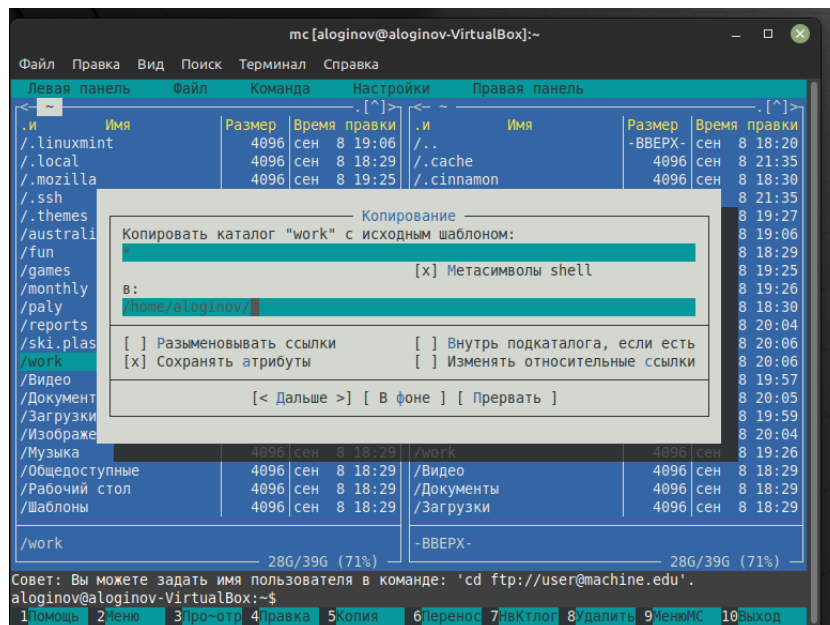 mc [aloginov@aloginov-VirtualBox]:~
Файл Правка Вид Поиск Терминал Справка
Левая панель Файл Команда Настройки Правая панель
<— ~ .[^]> <— ~ .[^]>
.и Имя Размер Время правки .и Имя Размер Время правки
/.linuxmint 4096 сен 8 19:06 /.. -ВВЕРХ- сен 8 18:20
/.local 4096 сен 8 18:29 /.cache 4096 сен 8 21:35
/.mozilla 4096 сен 8 19:25 /.cinnamon 4096 сен 8 18:30
/.ssh 8 21:35
/.themes Копирование 8 19:27
/australi Копировать каталог "work" с исходным шаблоном: 8 19:06
/fun * 8 18:29
/games [x] Метасимволы shell 8 19:25
/monthly в: 8 19:26
/paly /home/aloginov/ 8 18:30
/reports 8 20:04
/ski.plas [ ] Разыменовывать ссылки [ ] Внутрь подкаталога, если есть 8 20:06
/work [x] Сохранять атрибуты [ ] Изменять относительные ссылки 8 20:06
/Видео 8 19:57
/Документ [< Дальше >] [ В фоне ] [ Прервать ] 8 20:05
/Загрузки 8 19:59
/Изображе 8 20:04
/Музыка 4096 сен 8 18:29 /work 4096 сен 8 19:26
/Общедоступные 4096 сен 8 18:29 /Видео 4096 сен 8 18:29
/Рабочий стол 4096 сен 8 18:29 /Документы 4096 сен 8 18:29
/Шаблоны 4096 сен 8 18:29 /Загрузки 4096 сен 8 18:29
/work -ВВЕРХ-
28G/39G (71%) 28G/39G (71%)
Совет: Вы можете задать имя пользователя в команде: 'cd ftp://user@machine.edu'.
aloginov@aloginov-VirtualBox:~$
1Помощь 2Меню 3Про~отр 4Правка 5Копия 6Перенос 7НвКтлог 8Удалить 9МенюМС 10Выход